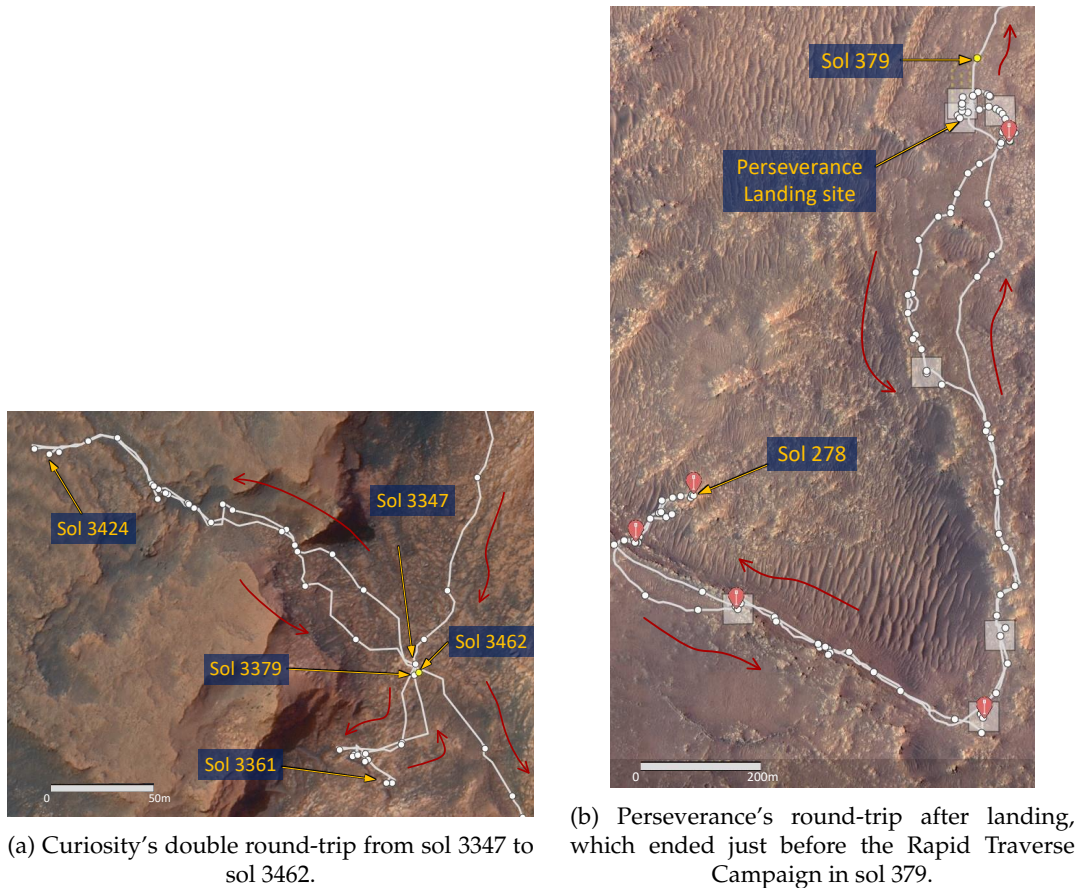 Sol 3424
Sol 3347
Sol 3462
Sol 3379
Sol 3361
0
50m
(a) Curiosity's double round-trip from sol 3347 to
sol 3462.
Sol 379
Perseverance
Landing site
Sol 278
0
200m
(b) Perseverance's round-trip after landing,
which ended just before the Rapid Traverse
Campaign in sol 379.